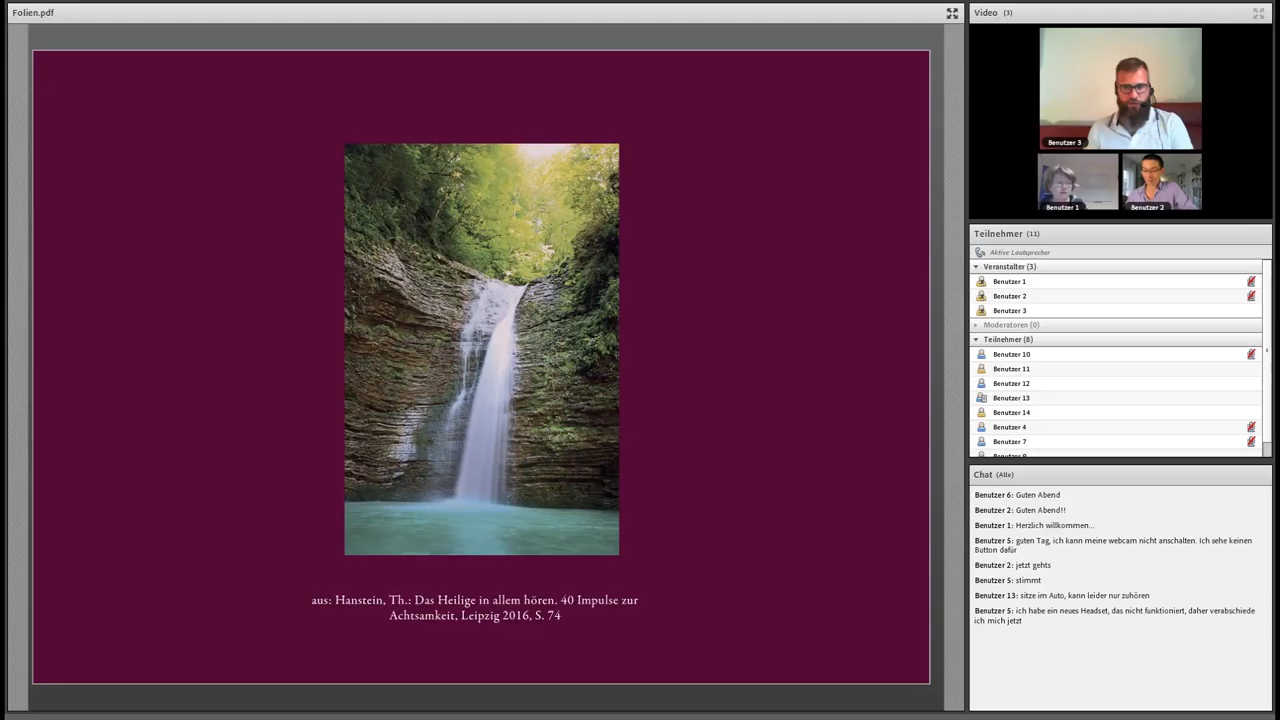 Folien.pdf
aus: Hanstein, Th.: Das Heilige in allem hören. 40 Impulse zur
Achtsamkeit, Leipzig 2016, S. 74
Video (3)
Benutzer 3
Benutzer 1
Benutzer 2
Teilnehmer (11)
Aktive Lautsprecher
Veranstalter (3)
Benutzer 1
Benutzer 2
Benutzer 3
Moderatoren (0)
Teilnehmer (8)
Benutzer 10
Benutzer 11
Benutzer 12
Benutzer 13
Benutzer 14
Benutzer 4
Benutzer 7
Chat (Alle)
Benutzer 6: Guten Abend
Benutzer 2: Guten Abend!!
Benutzer 1: Herzlich willkommen...
Benutzer 5: guten Tag, ich kann meine webcam nicht anschalten. Ich sehe keinen
Button dafür
Benutzer 2: jetzt gehts
Benutzer 5: stimmt
Benutzer 13: sitze im Auto, kann leider nur zuhören
Benutzer 5: ich habe ein neues Headset, das nicht funktioniert, daher verabschiede
ich mich jetzt